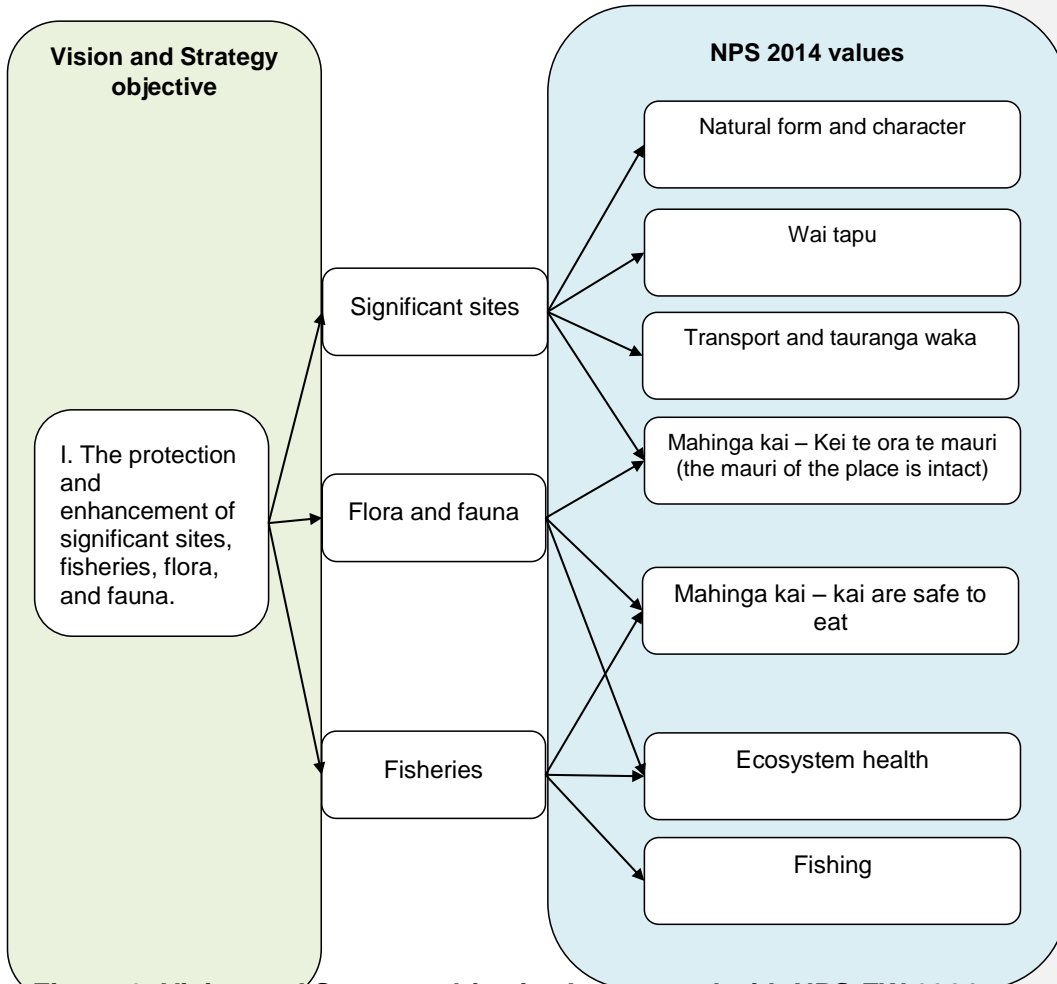 Vision and Strategy
objective
NPS 2014 values
Natural form and character
Wai tapu
Significant sites
Transport and tauranga waka
I. The protection
and
enhancement of
significant sites,
fisheries, flora,
and fauna.
Mahinga kai – Kei te ora te mauri
(the mauri of the place is intact)
Flora and fauna
Mahinga kai – kai are safe to
eat
Fisheries
Ecosystem health
Fishing